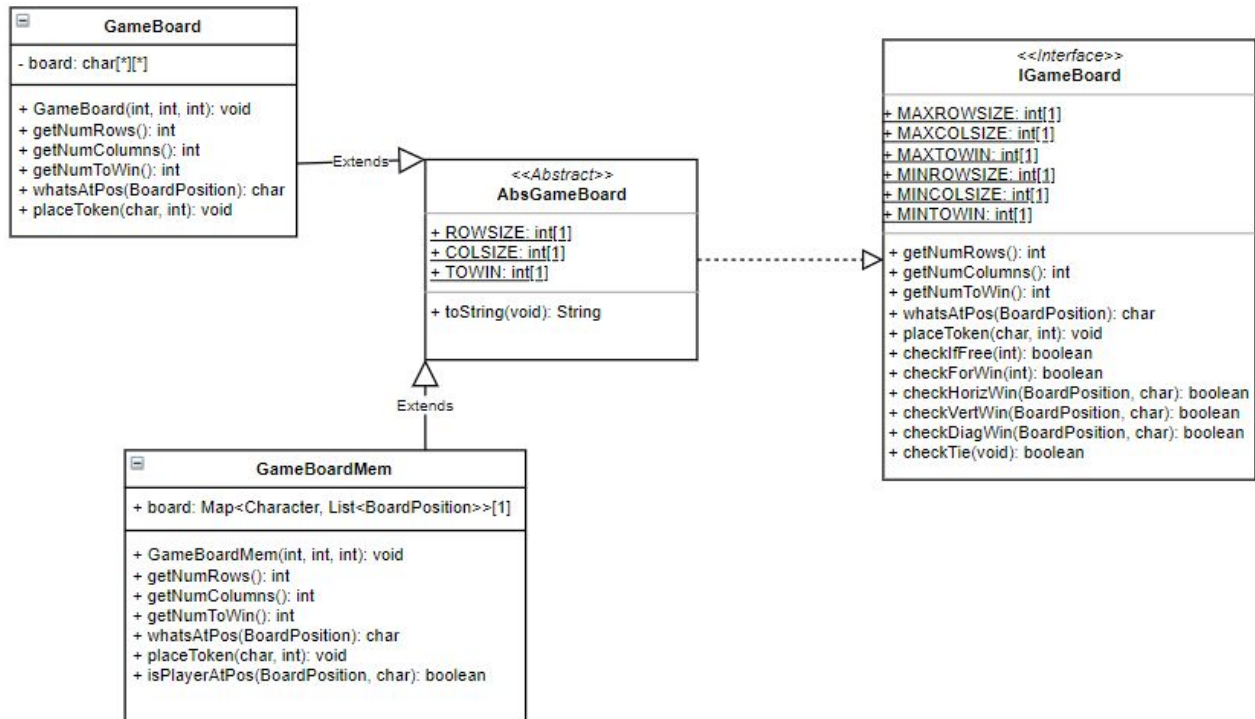 GameBoard
- board: char[*][*]
+ GameBoard(int, int, int): void
+ getNumRows(): int
+ getNumColumns(): int
+ getNumToWin(): int
+ whatsAtPos(BoardPosition): char
+ placeToken(char, int): void
Extends
<<Abstract>>
AbsGameBoard
+ ROWSIZE: int[1]
+ COLSIZE: int[1]
+ TOWIN: int[1]
+ toString(void): String
<<Interface>>
IGameBoard
+ MAXROWSIZE: int[1]
+ MAXCOLSIZE: int[1]
+ MAXTOWIN: int[1]
+ MINROWSIZE: int[1]
+ MINCOLSIZE: int[1]
+ MINTOWIN: int[1]
+ getNumRows(): int
+ getNumColumns(): int
+ getNumToWin(): int
+ whatsAtPos(BoardPosition): char
+ placeToken(char, int): void
+ checkIfFree(int): boolean
+ checkForWin(int): boolean
+ checkHorizWin(BoardPosition, char): boolean
+ checkVertWin(BoardPosition, char): boolean
+ checkDiagWin(BoardPosition, char): boolean
+ checkTie(void): boolean
Extends
GameBoardMem
+ board: Map<Character, List<BoardPosition>>[1]
+ GameBoardMem(int, int, int): void
+ getNumRows(): int
+ getNumColumns(): int
+ getNumToWin(): int
+ whatsAtPos(BoardPosition): char
+ placeToken(char, int): void
+ isPlayerAtPos(BoardPosition, char): boolean